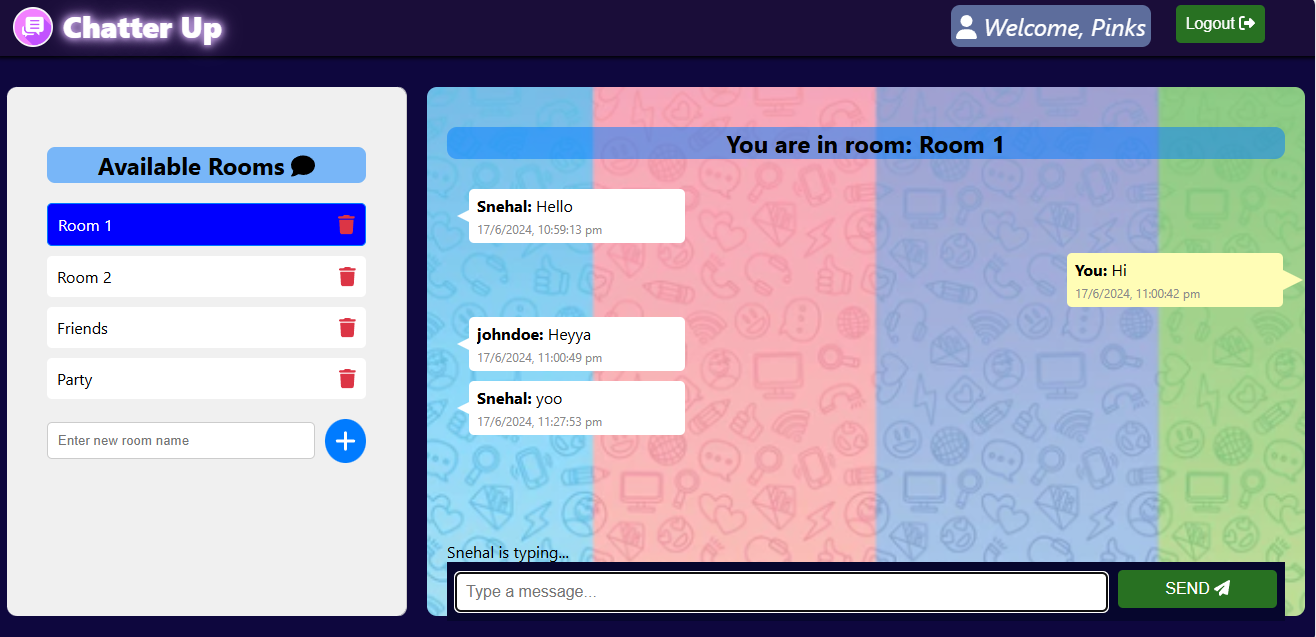 Chatter Up
Welcome, Pinks
Logout
Available Rooms
Room 1
Room 2
Friends
Party
Enter new room name
You are in room: Room 1
Snehal: Hello
17/6/2024, 10:59:13 pm
You: Hi
17/6/2024, 11:00:42 pm
johndoe: Heyya
17/6/2024, 11:00:49 pm
Snehal: yoo
17/6/2024, 11:27:53 pm
Snehal is typing...
Type a message...
SEND